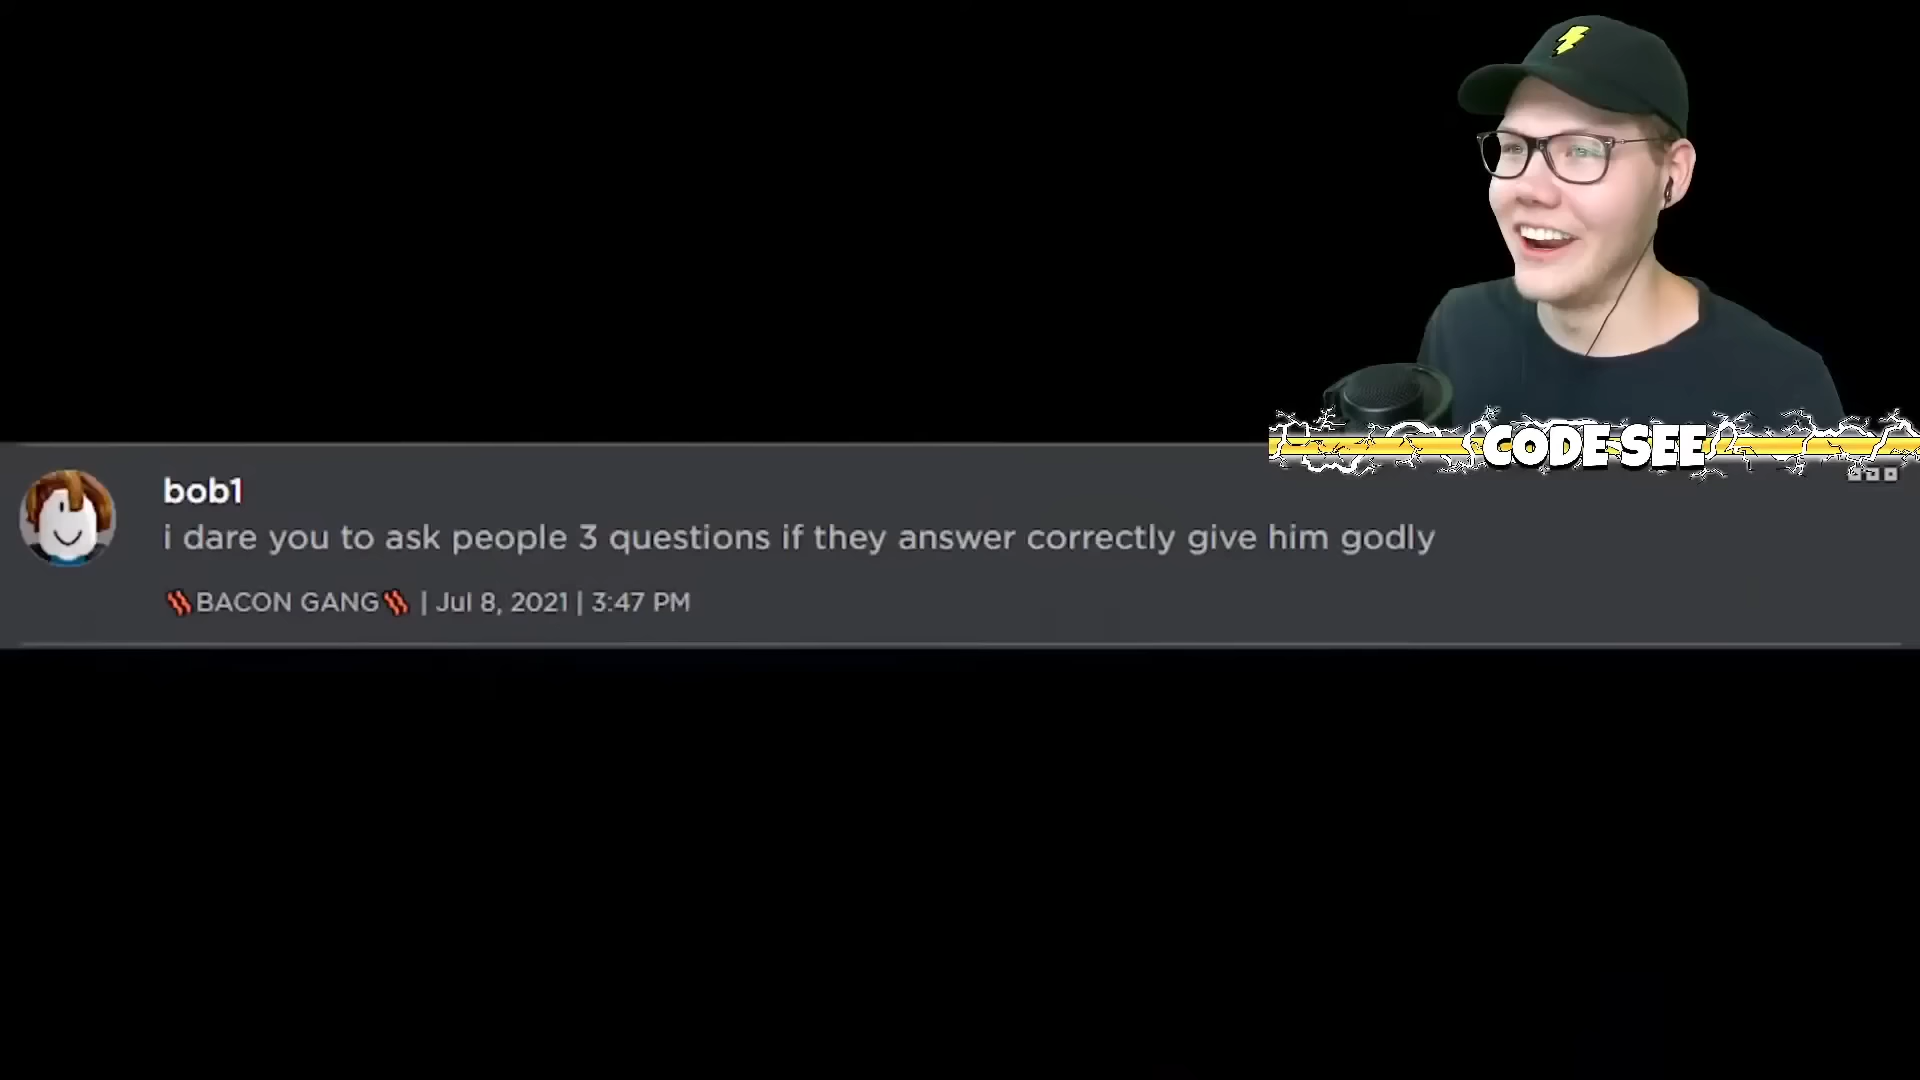 CODE SEE
bob1
i dare you to ask people 3 questions if they answer correctly give him godly
🥓BACON GANG🥓 | Jul 8, 2021 | 3:47 PM